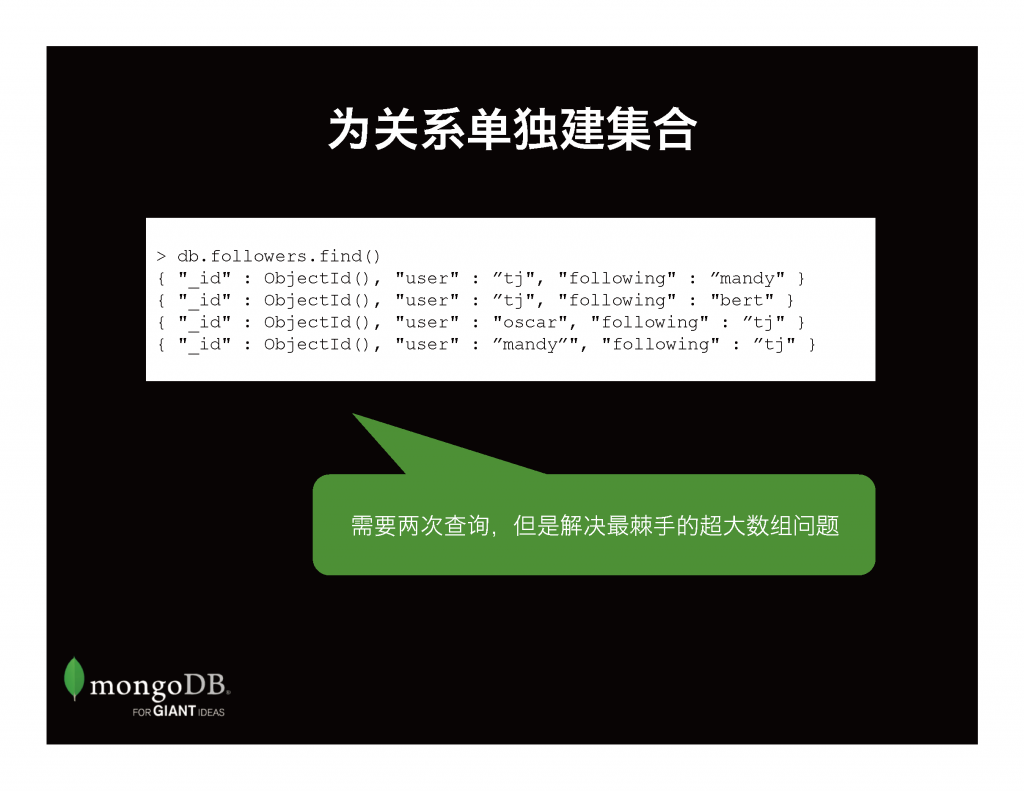 为关系单独建集合
> db.followers.find()
{ "_id" : ObjectId(), "user" : ”tj", "following" : ”mandy" }
{ "_id" : ObjectId(), "user" : ”tj", "following" : "bert" }
{ "_id" : ObjectId(), "user" : "oscar", "following" : ”tj" }
{ "_id" : ObjectId(), "user" : ”mandy”", "following" : ”tj" }
需要两次查询，但是解决最棘手的超大数组问题
mongoDB®
FOR GIANT IDEAS